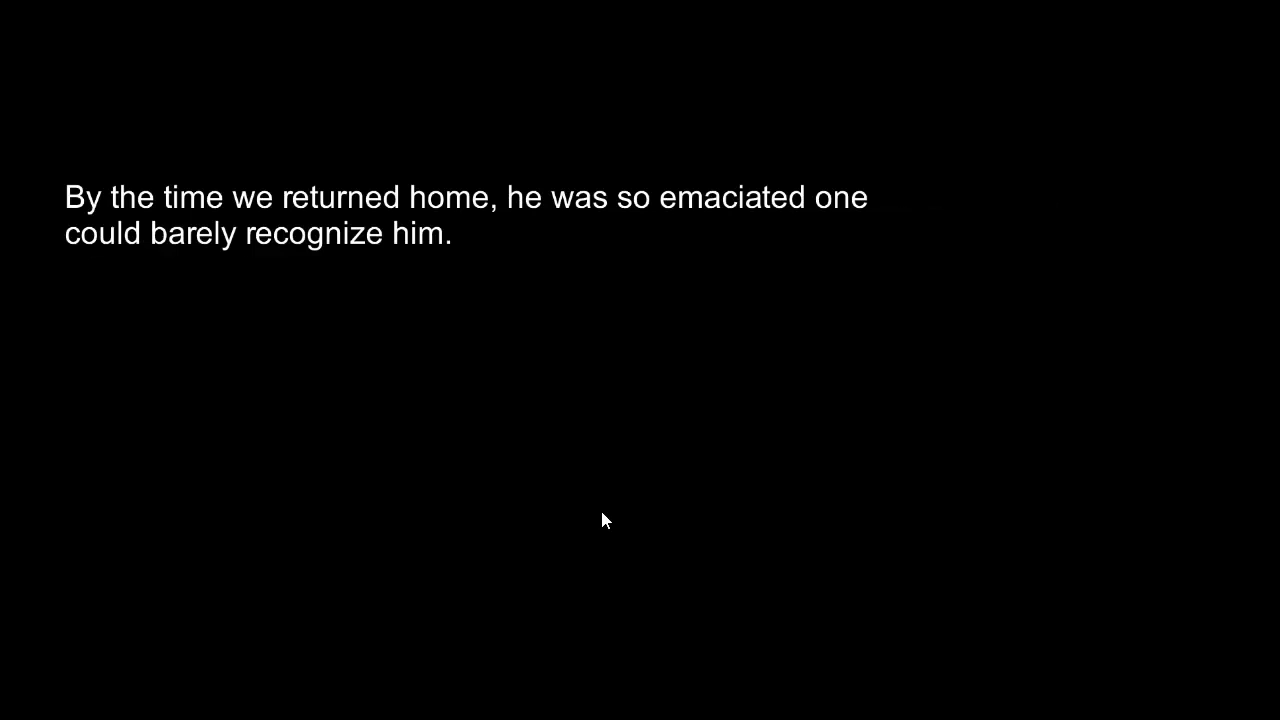 By the time we returned home, he was so emaciated one
could barely recognize him.